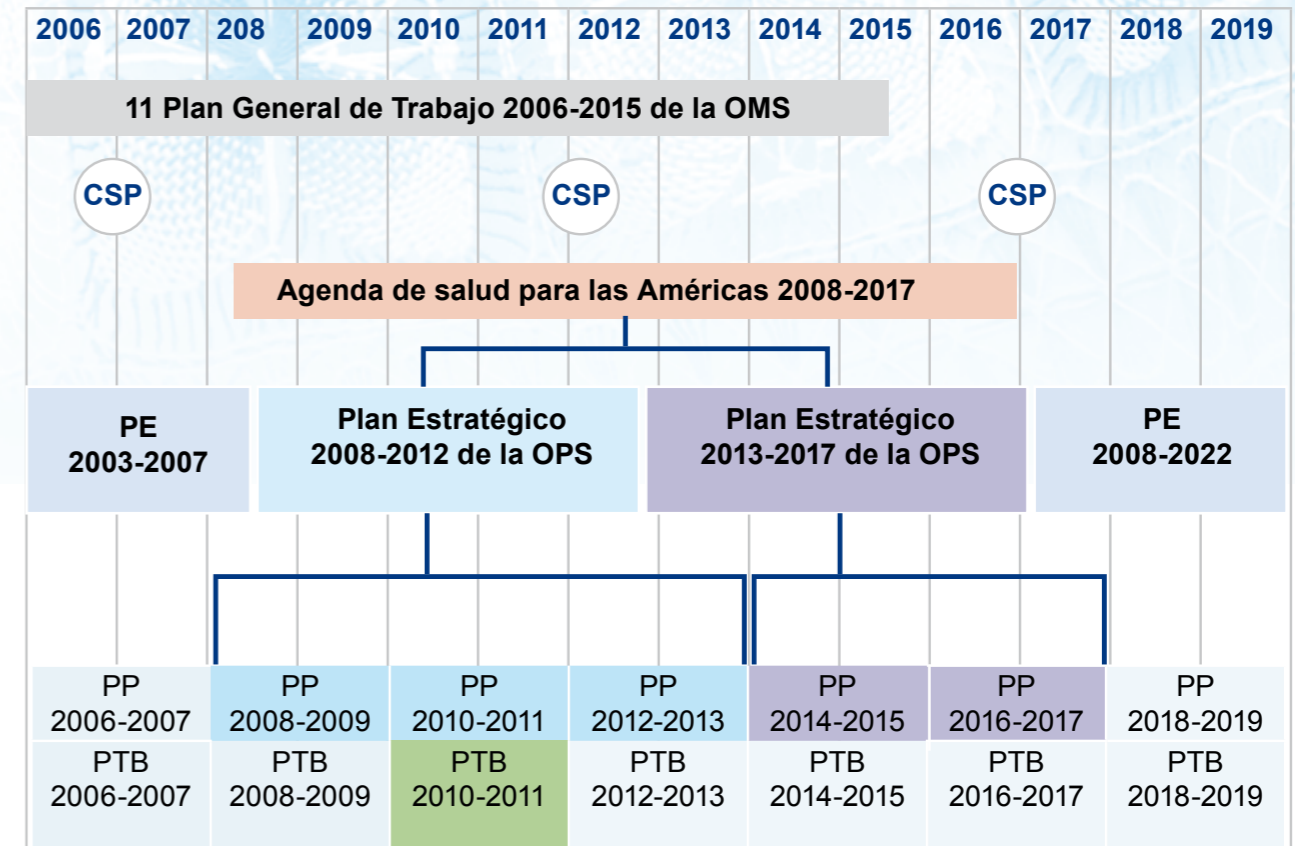 2006 2007 208 2009 2010 2011 2012 2013 2014 2015 2016 2017 2018 2019
11 Plan General de Trabajo 2006-2015 de la OMS
CSP CSP CSP
Agenda de salud para las Américas 2008-2017
PE
2003-2007
Plan Estratégico
2008-2012 de la OPS
Plan Estratégico
2013-2017 de la OPS
PE
2008-2022
PP PP PP PP PP PP PP
2006-2007 2008-2009 2010-2011 2012-2013 2014-2015 2016-2017 2018-2019
PTB PTB PTB PTB PTB PTB PTB
2006-2007 2008-2009 2010-2011 2012-2013 2014-2015 2016-2017 2018-2019